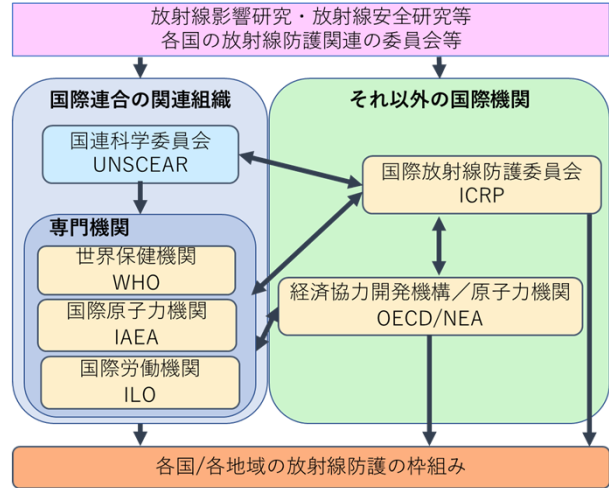 放射線影響研究・放射線安全研究等
各国の放射線防護関連の委員会等
国際連合の関連組織
国連科学委員会
UNSCEAR
専門機関
世界保健機関
WHO
国際原子力機関
IAEA
国際労働機関
ILO
それ以外の国際機関
国際放射線防護委員会
ICRP
経済協力開発機構／原子力機関
OECD/NEA
各国/各地域の放射線防護の枠組み